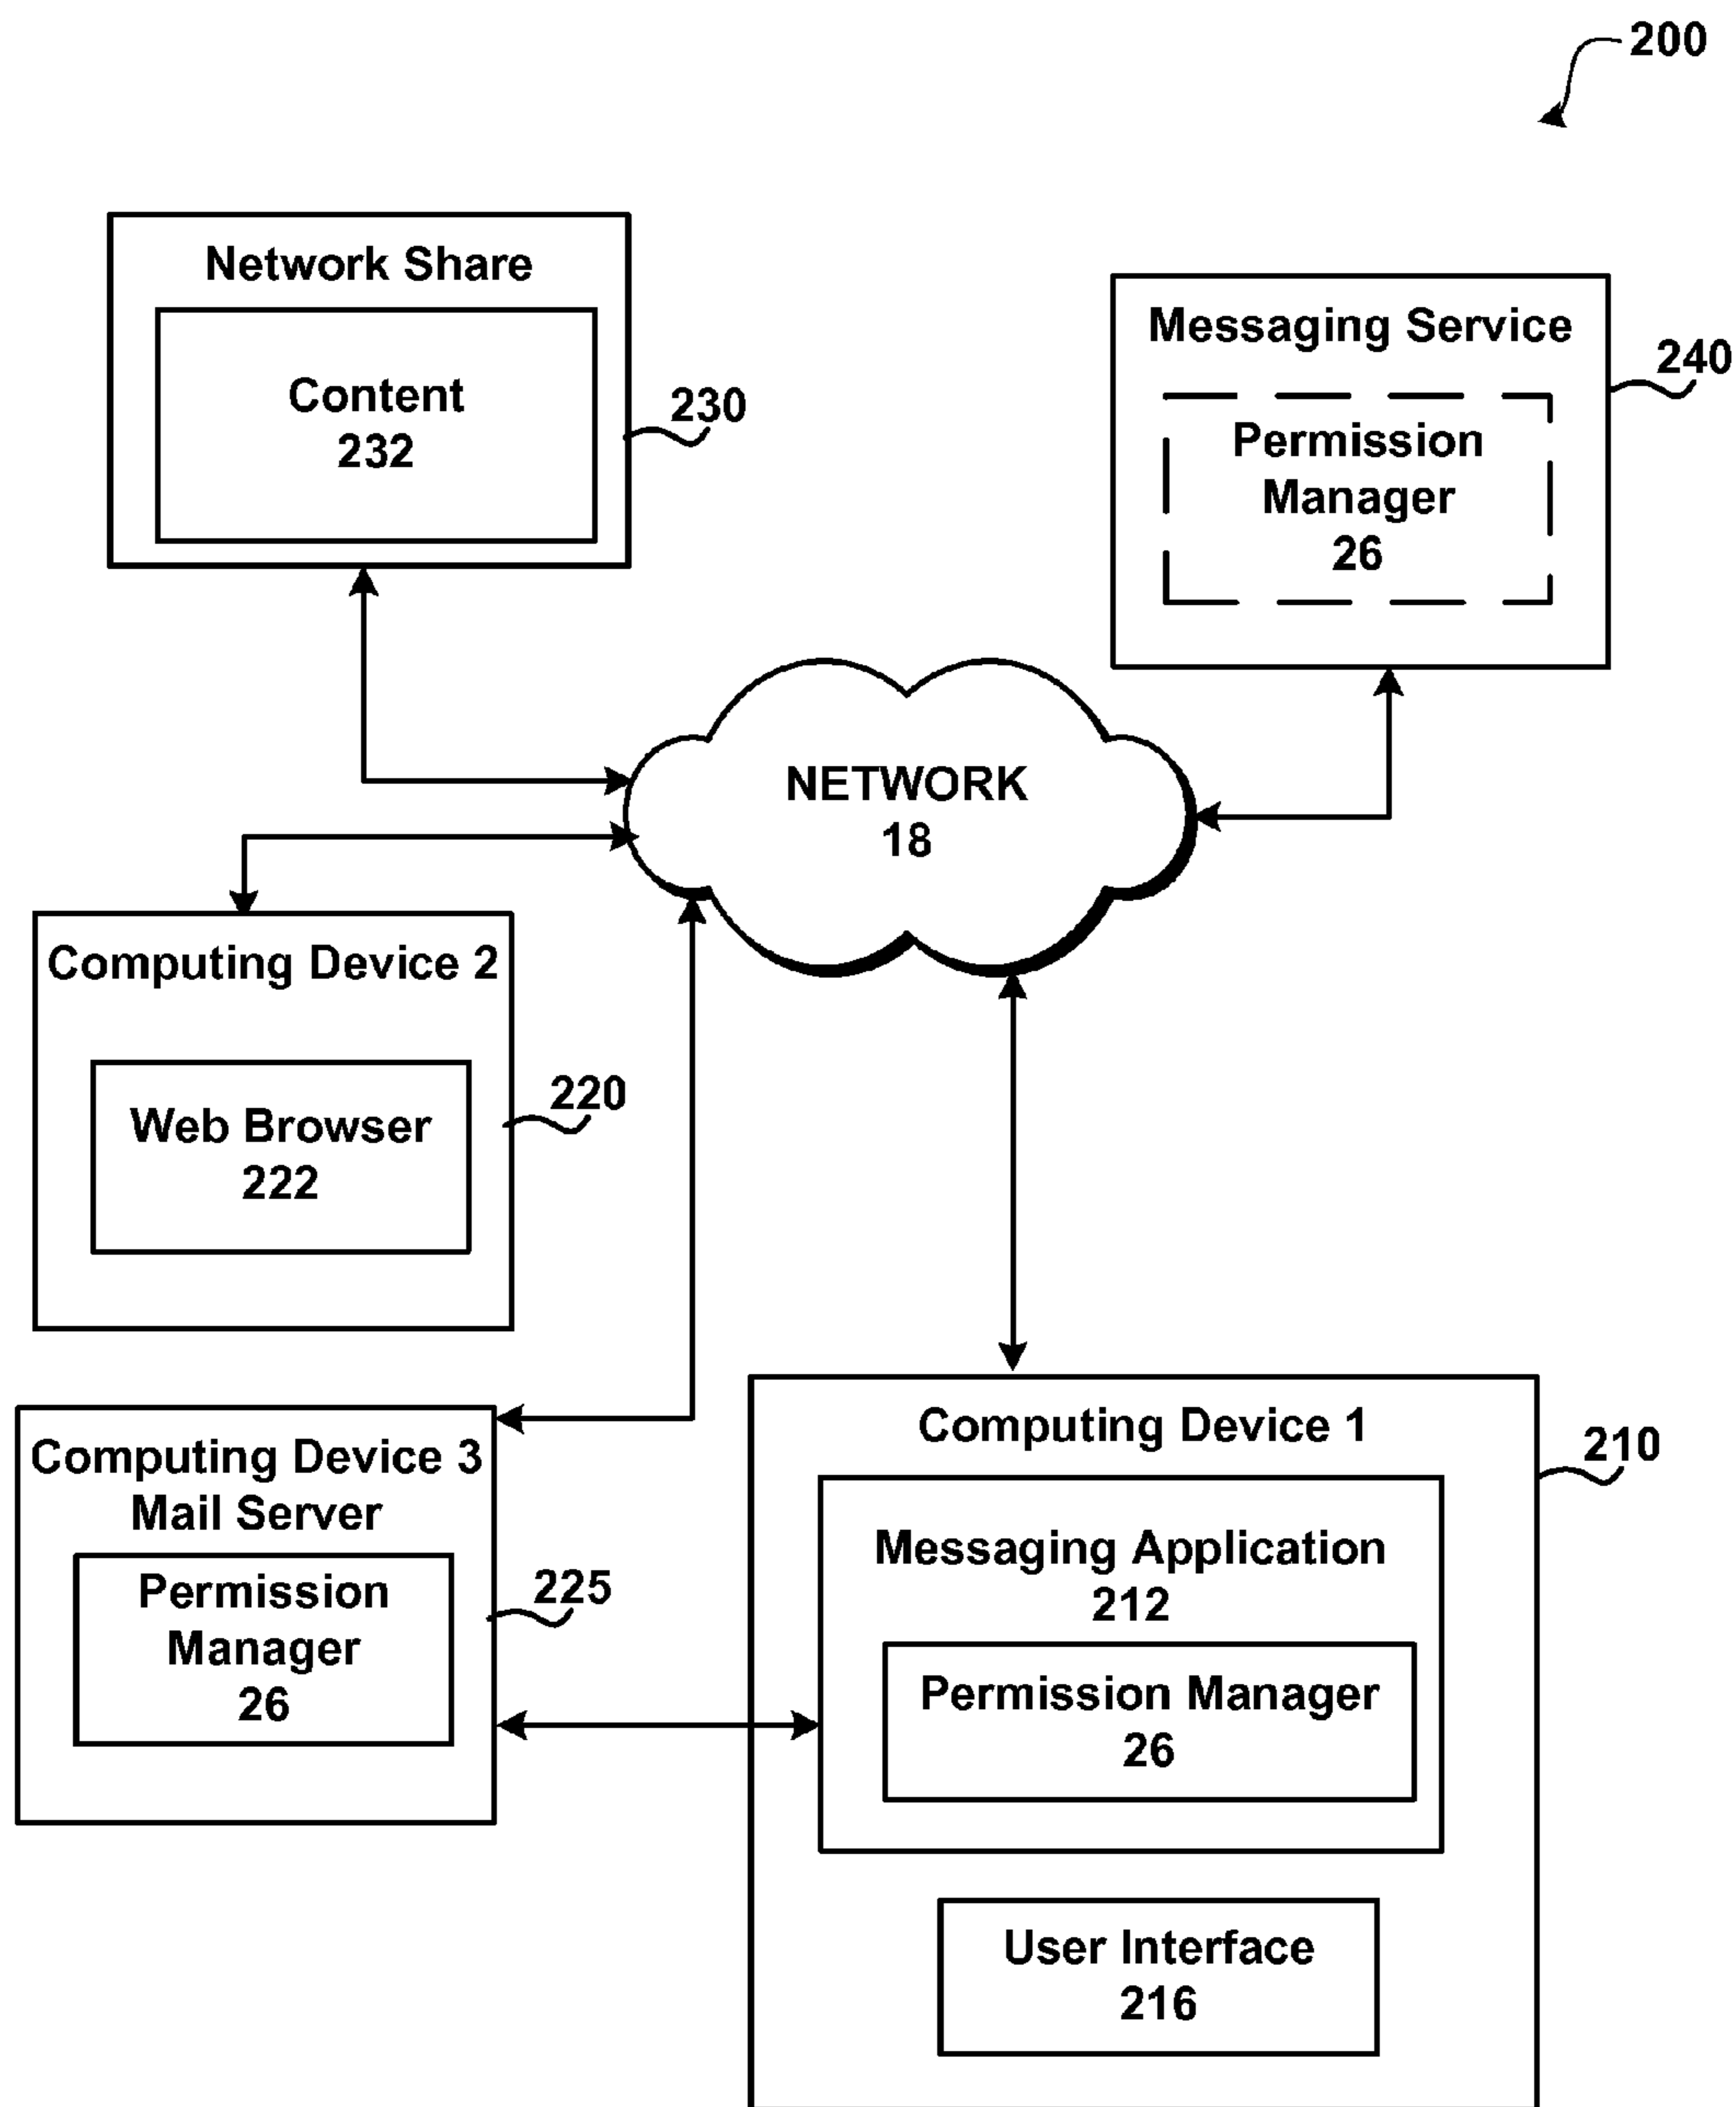 200
Network Share
Content
232
230
Messaging Service
240
Permission
Manager
26
NETWORK
18
Computing Device 2
Web Browser
222
220
Computing Device 3
Mail Server
Permission
Manager
26
225
Computing Device 1
210
Messaging Application
212
Permission Manager
26
User Interface
216